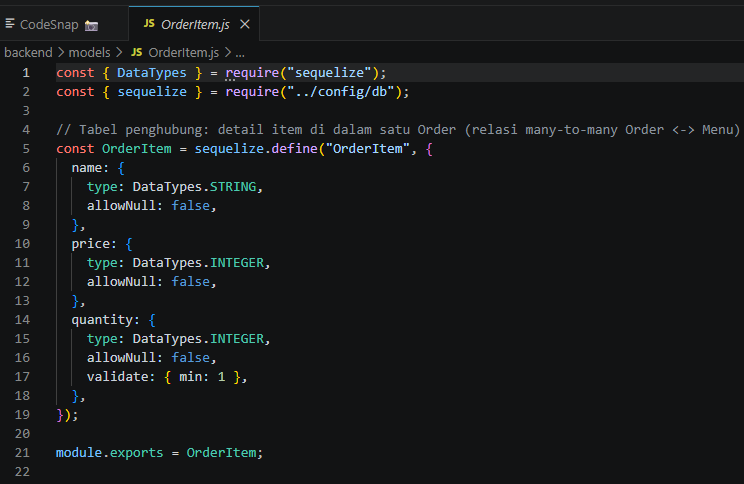 CodeSnap 📷
JS OrderItem.js ×
backend > models > JS OrderItem.js > ...
1 const { DataTypes } = require("sequelize");
2 const { sequelize } = require("../config/db");
3
4 // Tabel penghubung: detail item di dalam satu Order (relasi many-to-many Order <-> Menu)
5 const OrderItem = sequelize.define("OrderItem", {
6   name: {
7     type: DataTypes.STRING,
8     allowNull: false,
9   },
10   price: {
11     type: DataTypes.INTEGER,
12     allowNull: false,
13   },
14   quantity: {
15     type: DataTypes.INTEGER,
16     allowNull: false,
17     validate: { min: 1 },
18   },
19 });
20
21 module.exports = OrderItem;
22